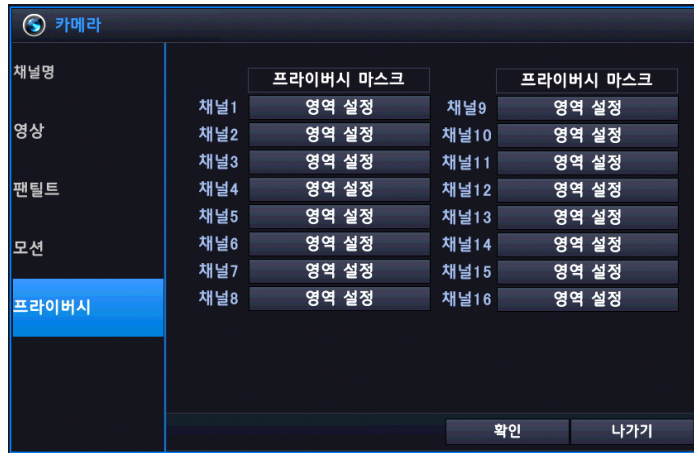 카메라
채널명
영상
팬틸트
모션
프라이버시
프라이버시 마스크 프라이버시 마스크
채널1 영역 설정 채널9 영역 설정
채널2 영역 설정 채널10 영역 설정
채널3 영역 설정 채널11 영역 설정
채널4 영역 설정 채널12 영역 설정
채널5 영역 설정 채널13 영역 설정
채널6 영역 설정 채널14 영역 설정
채널7 영역 설정 채널15 영역 설정
채널8 영역 설정 채널16 영역 설정
확인 나가기